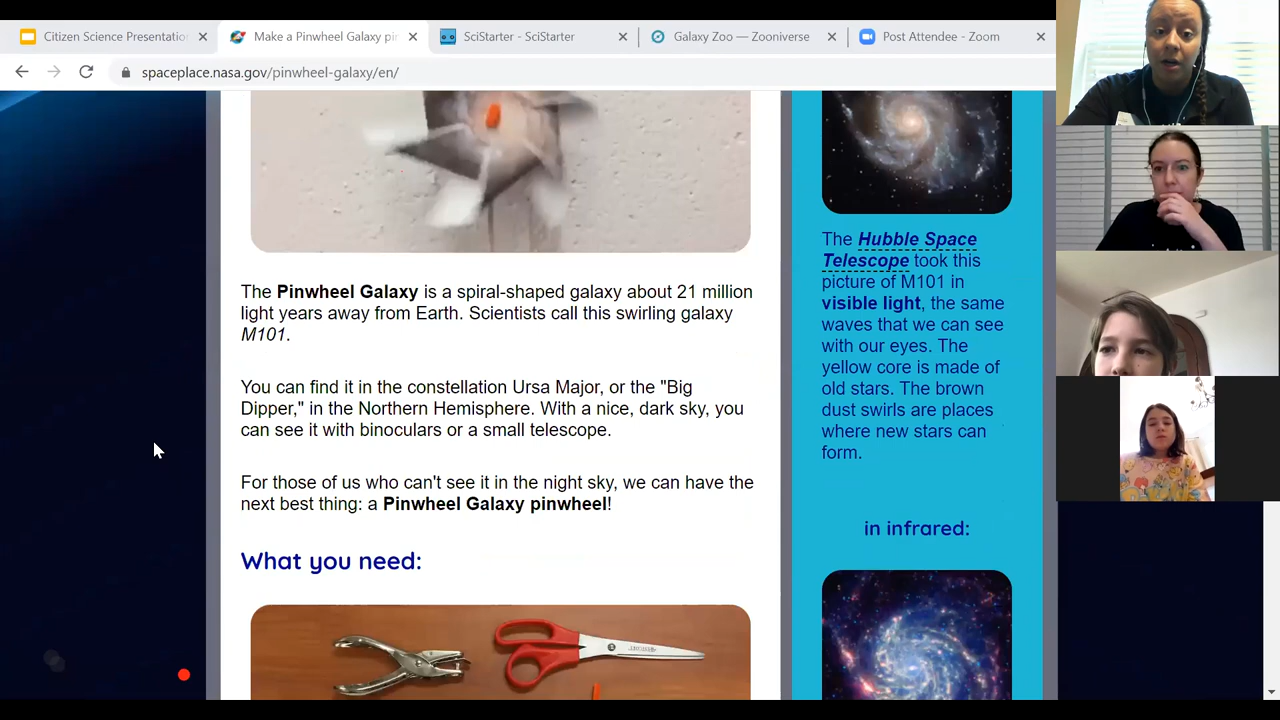 Citizen Science Presentatio
Make a Pinwheel Galaxy pi
SciStarter - SciStarter
Galaxy Zoo — Zooniverse
Post Attendee - Zoom
spaceplace.nasa.gov/pinwheel-galaxy/en/
The Pinwheel Galaxy is a spiral-shaped galaxy about 21 million
light years away from Earth. Scientists call this swirling galaxy
M101.
You can find it in the constellation Ursa Major, or the "Big
Dipper," in the Northern Hemisphere. With a nice, dark sky, you
can see it with binoculars or a small telescope.
For those of us who can't see it in the night sky, we can have the
next best thing: a Pinwheel Galaxy pinwheel!
What you need:
The Hubble Space
Telescope took this
picture of M101 in
visible light, the same
waves that we can see
with our eyes. The
yellow core is made of
old stars. The brown
dust swirls are places
where new stars can
form.
in infrared: